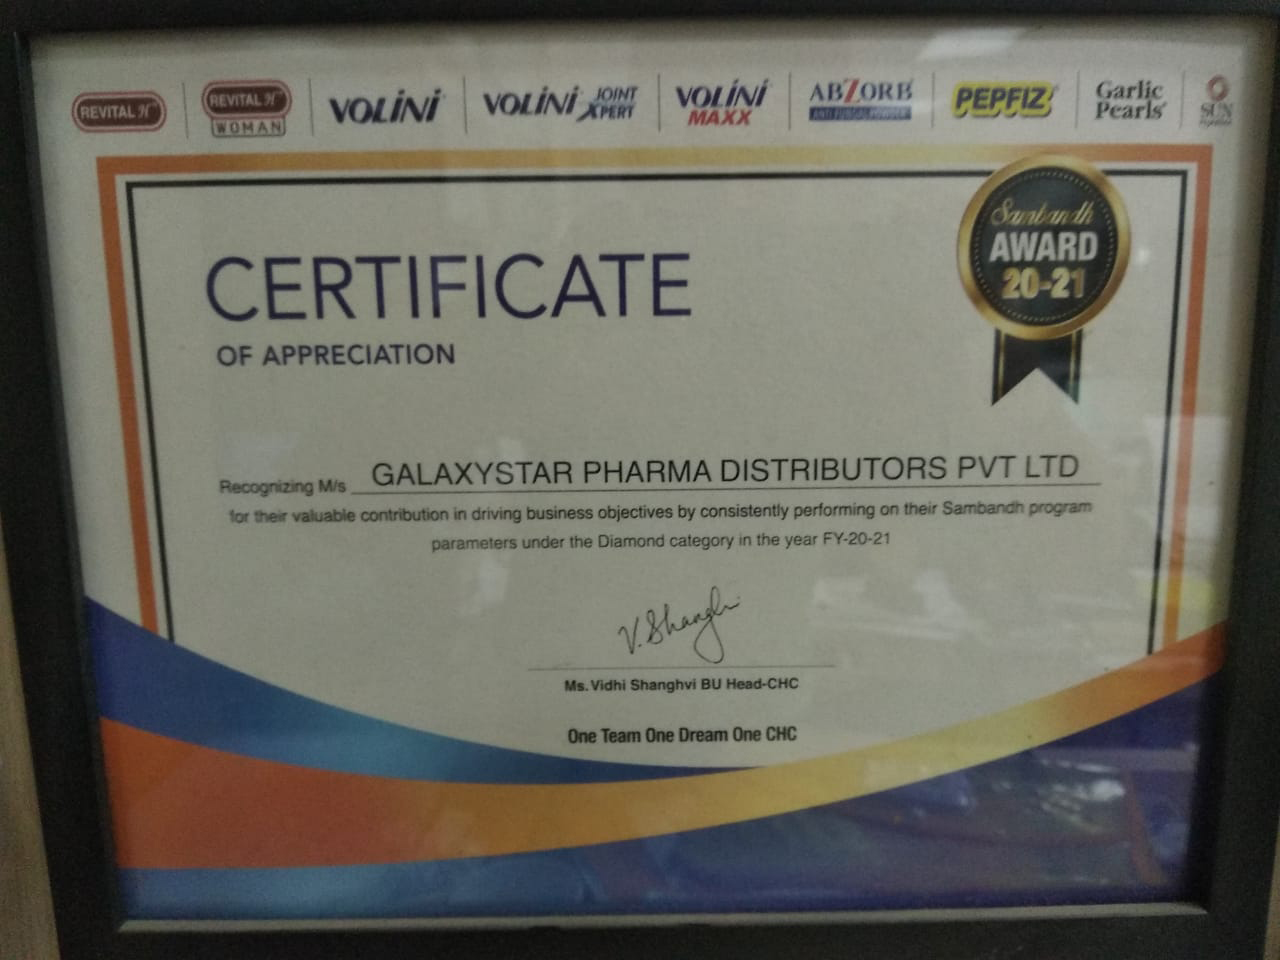 REVITAL H
REVITAL H
WOMAN
VOLINI
VOLINI JOINT XPERT
VOLINI
MAXX
ABZORB
ANTI FUNGAL POWDER
PEPFIZ
Garlic
Pearls
SUN
Sambandh
AWARD
20-21
CERTIFICATE
OF APPRECIATION
Recognizing M/s GALAXYSTAR PHARMA DISTRIBUTORS PVT LTD
for their valuable contribution in driving business objectives by consistently performing on their Sambandh program
parameters under the Diamond category in the year FY-20-21
V. Shanghvi
Ms. Vidhi Shanghvi BU Head-CHC
One Team One Dream One CHC